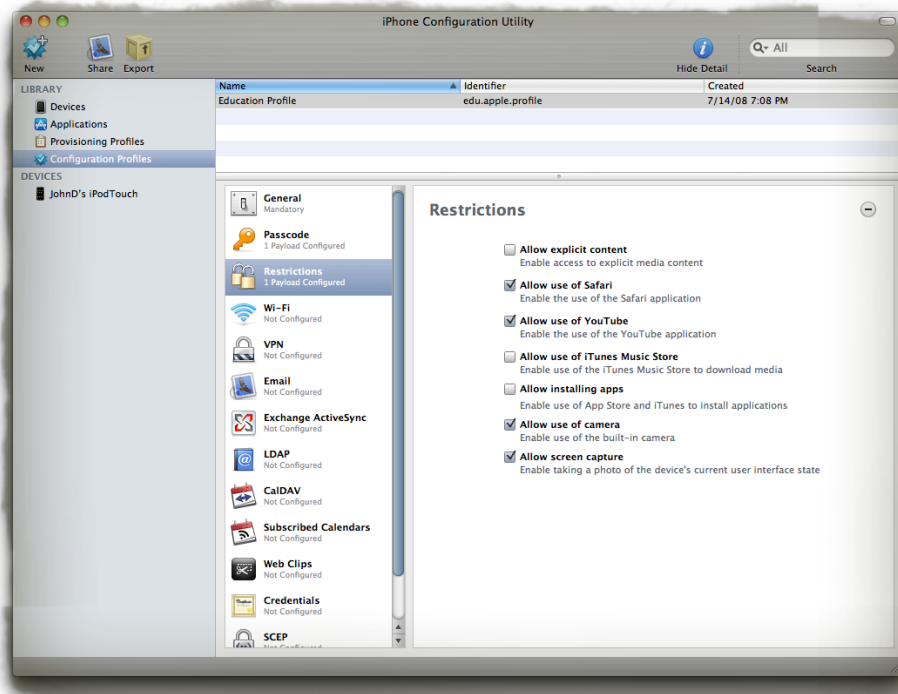 iPhone Configuration Utility
New
Share
Export
Hide Detail
All
Search
LIBRARY
Devices
Applications
Provisioning Profiles
Configuration Profiles
DEVICES
JohnD's iPodTouch
Name Identifier Created
Education Profile edu.apple.profile 7/14/08 7:08 PM
General
Mandatory
Passcode
1 Payload Configured
Restrictions
1 Payload Configured
Wi-Fi
Not Configured
VPN
Not Configured
Email
Not Configured
Exchange ActiveSync
Not Configured
LDAP
Not Configured
CalDAV
Not Configured
Subscribed Calendars
Not Configured
Web Clips
Not Configured
Credentials
Not Configured
SCEP
Restrictions
Allow explicit content
Enable access to explicit media content
Allow use of Safari
Enable the use of the Safari application
Allow use of YouTube
Enable the use of the YouTube application
Allow use of iTunes Music Store
Enable use of the iTunes Music Store to download media
Allow installing apps
Enable use of App Store and iTunes to install applications
Allow use of camera
Enable use of the built-in camera
Allow screen capture
Enable taking a photo of the device's current user interface state